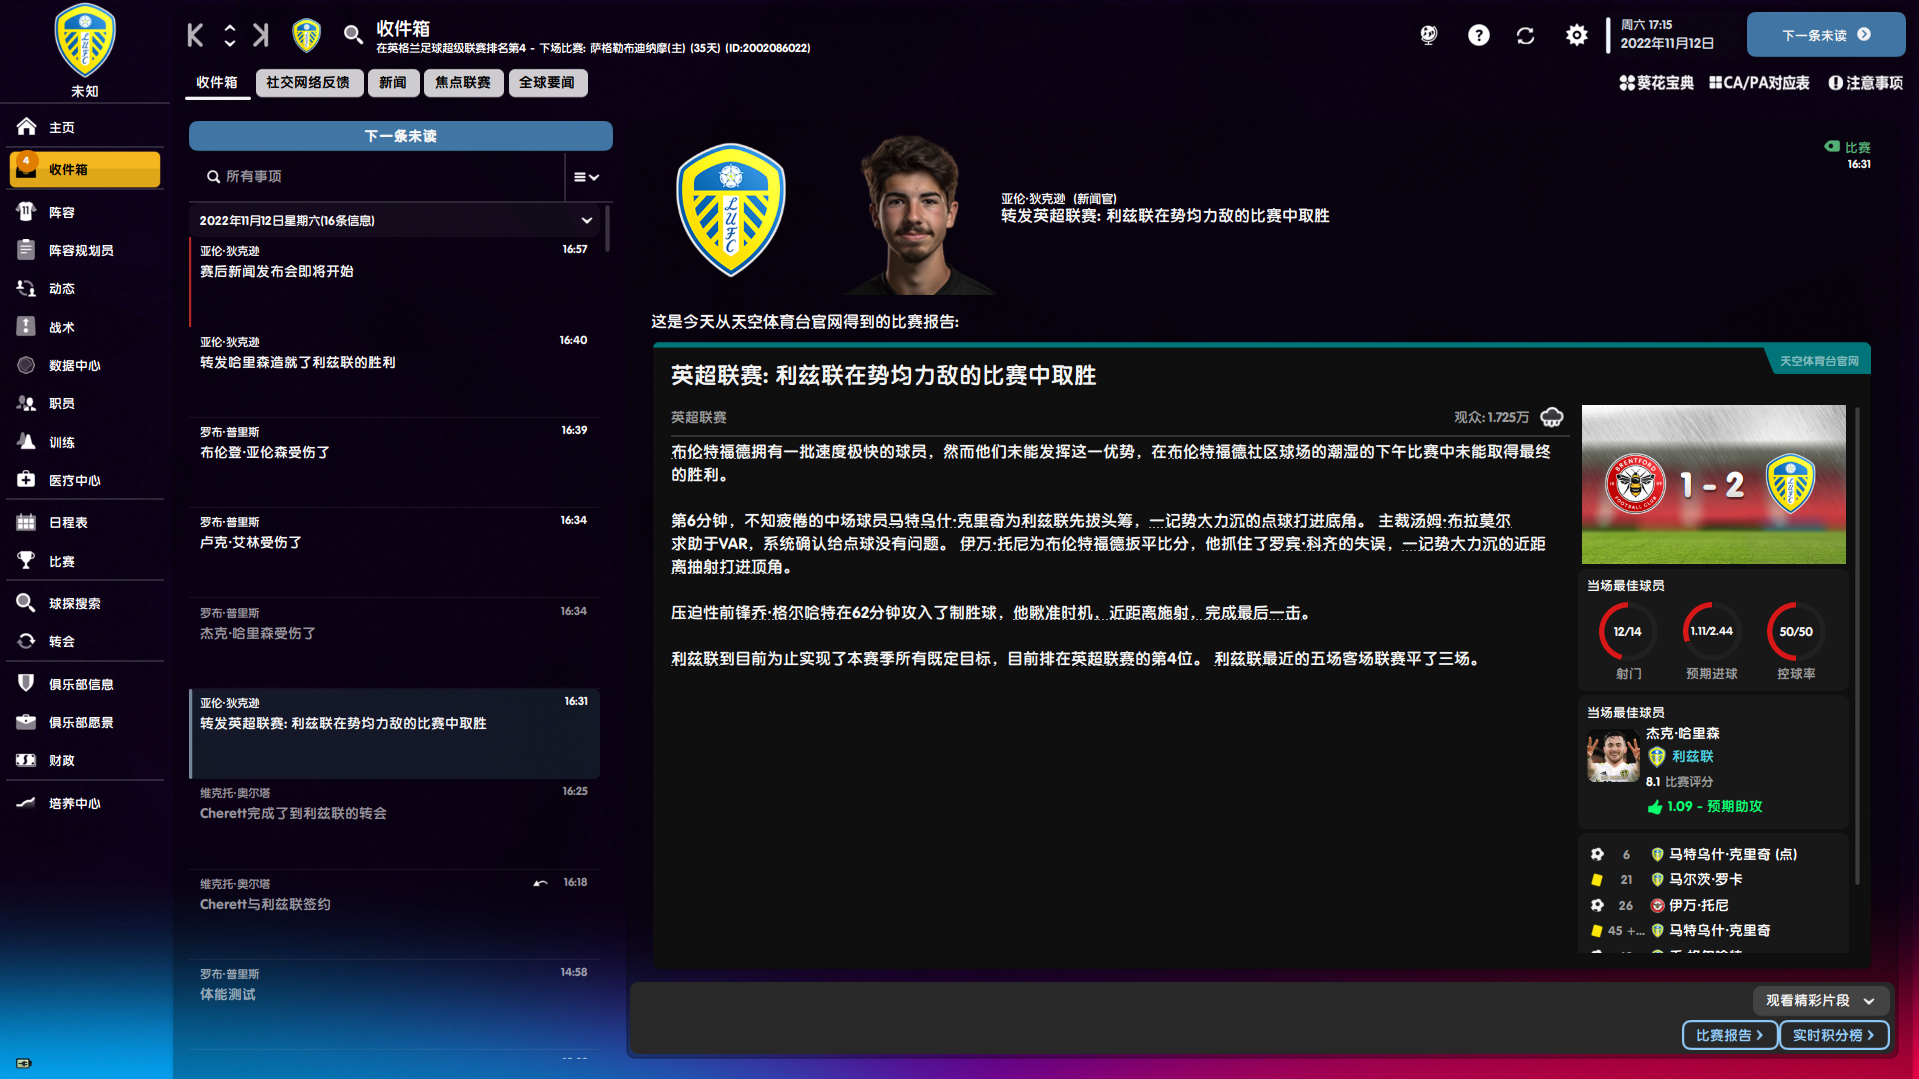 收件箱
在英格兰足球超级联赛排名第4 - 下场比赛: 萨格勒布迪纳摩(主) (35天) (ID:2002086022)
周六 17:15
2022年11月12日
下一条未读
未知
收件箱
社交网络反馈
新闻
焦点联赛
全球要闻
葵花宝典
CA/PA对应表
注意事项
主页
4
收件箱
阵容
阵容规划员
动态
战术
数据中心
职员
训练
医疗中心
日程表
比赛
球探搜索
转会
俱乐部信息
俱乐部愿景
财政
培养中心
下一条未读
所有事项
2022年11月12日星期六(16条信息)
亚伦·狄克逊 16:57
赛后新闻发布会即将开始
亚伦·狄克逊 16:40
转发哈里森造就了利兹联的胜利
罗布·普里斯 16:39
布伦登·亚伦森受伤了
罗布·普里斯 16:34
卢克·艾林受伤了
罗布·普里斯 16:34
杰克·哈里森受伤了
亚伦·狄克逊 16:31
转发英超联赛: 利兹联在势均力敌的比赛中取胜
维克托·奥尔塔 16:25
Cherett完成了到利兹联的转会
维克托·奥尔塔 16:18
Cherett与利兹联签约
罗布·普里斯 14:58
体能测试
比赛
16:31
亚伦·狄克逊 (新闻官)
转发英超联赛: 利兹联在势均力敌的比赛中取胜
这是今天从天空体育台官网得到的比赛报告:
天空体育台官网
英超联赛: 利兹联在势均力敌的比赛中取胜
英超联赛
观众: 1.725万
布伦特福德拥有一批速度极快的球员，然而他们未能发挥这一优势，在布伦特福德社区球场的潮湿的下午比赛中未能取得最终
的胜利。
第6分钟，不知疲倦的中场球员马特乌什·克里奇为利兹联先拔头筹，一记势大力沉的点球打进底角。 主裁汤姆·布拉莫尔
求助于VAR，系统确认给点球没有问题。 伊万·托尼为布伦特福德扳平比分，他抓住了罗宾·科齐的失误，一记势大力沉的近距
离抽射打进顶角。
压迫性前锋乔·格尔哈特在62分钟攻入了制胜球，他瞅准时机，近距离施射，完成最后一击。
利兹联到目前为止实现了本赛季所有既定目标，目前排在英超联赛的第4位。 利兹联最近的五场客场联赛平了三场。
1 - 2
当场最佳球员
12/14
1.11/2.44
50/50
射门
预期进球
控球率
当场最佳球员
杰克·哈里森
利兹联
8.1 比赛评分
1.09 - 预期助攻
6 马特乌什·克里奇 (点)
21 马尔茨·罗卡
26 伊万·托尼
45 +... 马特乌什·克里奇
观看精彩片段
比赛报告
实时积分榜